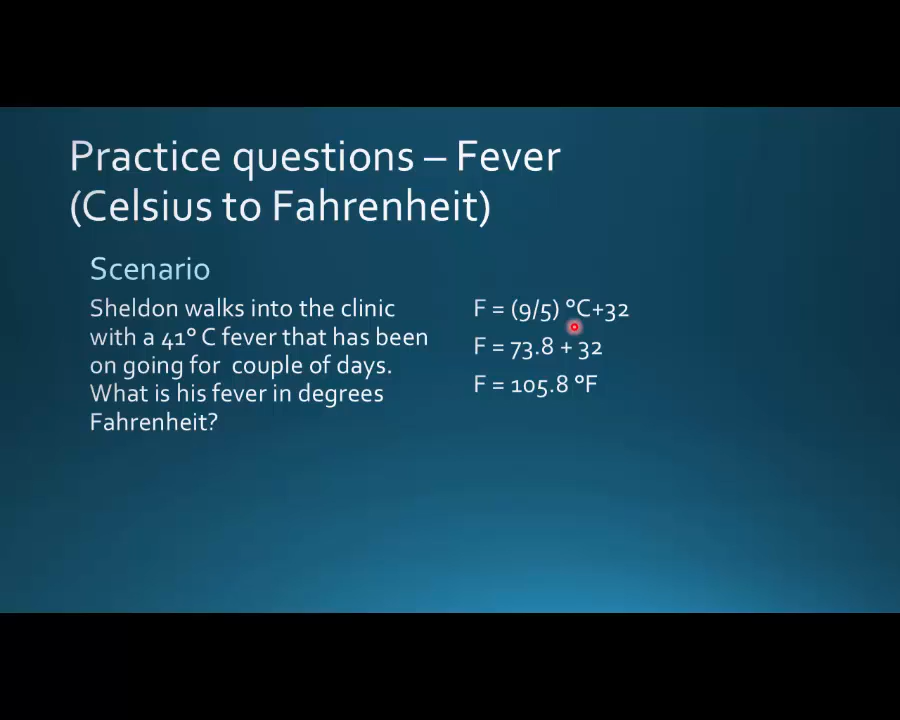 Practice questions – Fever
(Celsius to Fahrenheit)
Scenario
Sheldon walks into the clinic
with a 41° C fever that has been
on going for couple of days.
What is his fever in degrees
Fahrenheit?
F = (9/5) °C+32
F = 73.8 + 32
F = 105.8 °F